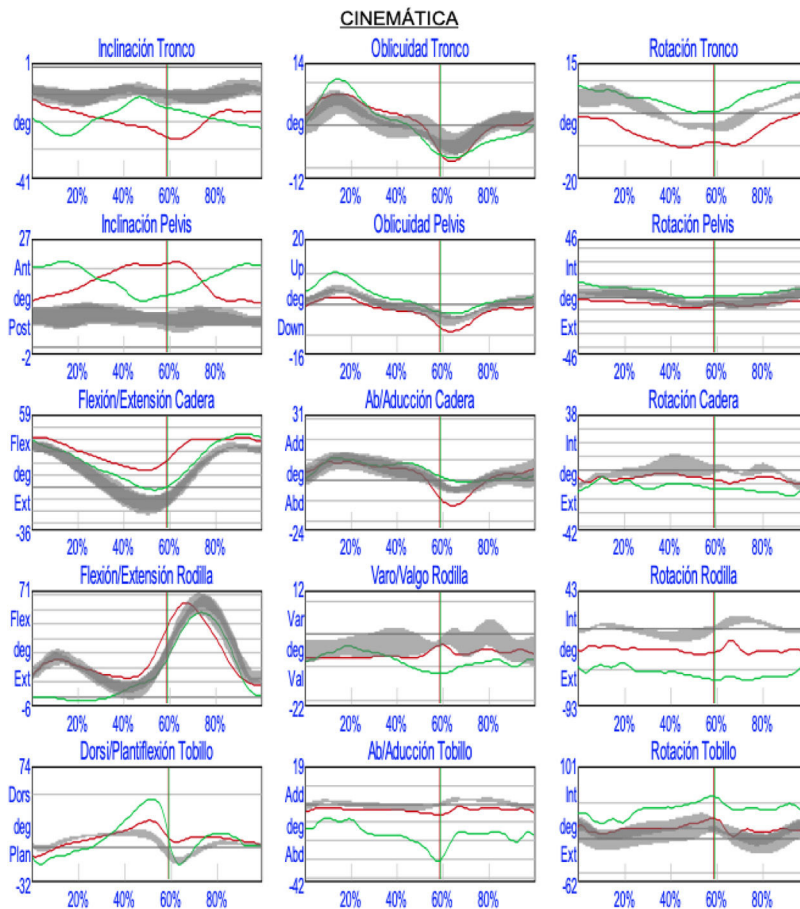 CINEMÁTICA
Inclinación Tronco
1
deg
-41
20% 40% 60% 80%
Oblicuidad Tronco
14
deg
-12
20% 40% 60% 80%
Rotación Tronco
15
deg
-20
20% 40% 60% 80%
Inclinación Pelvis
27
Ant
deg
Post
-2
20% 40% 60% 80%
Oblicuidad Pelvis
20
Up
deg
Down
-16
20% 40% 60% 80%
Rotación Pelvis
46
Int
deg
Ext
-46
20% 40% 60% 80%
Flexión/Extensión Cadera
59
Flex
deg
Ext
-36
20% 40% 60% 80%
Ab/Aducción Cadera
31
Add
deg
Abd
-24
20% 40% 60% 80%
Rotación Cadera
38
Int
deg
Ext
-42
20% 40% 60% 80%
Flexión/Extensión Rodilla
71
Flex
deg
Ext
-6
20% 40% 60% 80%
Varo/Valgo Rodilla
12
Var
deg
Val
-22
20% 40% 60% 80%
Rotación Rodilla
43
Int
deg
Ext
-93
20% 40% 60% 80%
Dorsi/Plantiflexión Tobillo
74
Dors
deg
Plan
-32
20% 40% 60% 80%
Ab/Aducción Tobillo
19
Add
deg
Abd
-42
20% 40% 60% 80%
Rotación Tobillo
101
Int
deg
Ext
-62
20% 40% 60% 80%